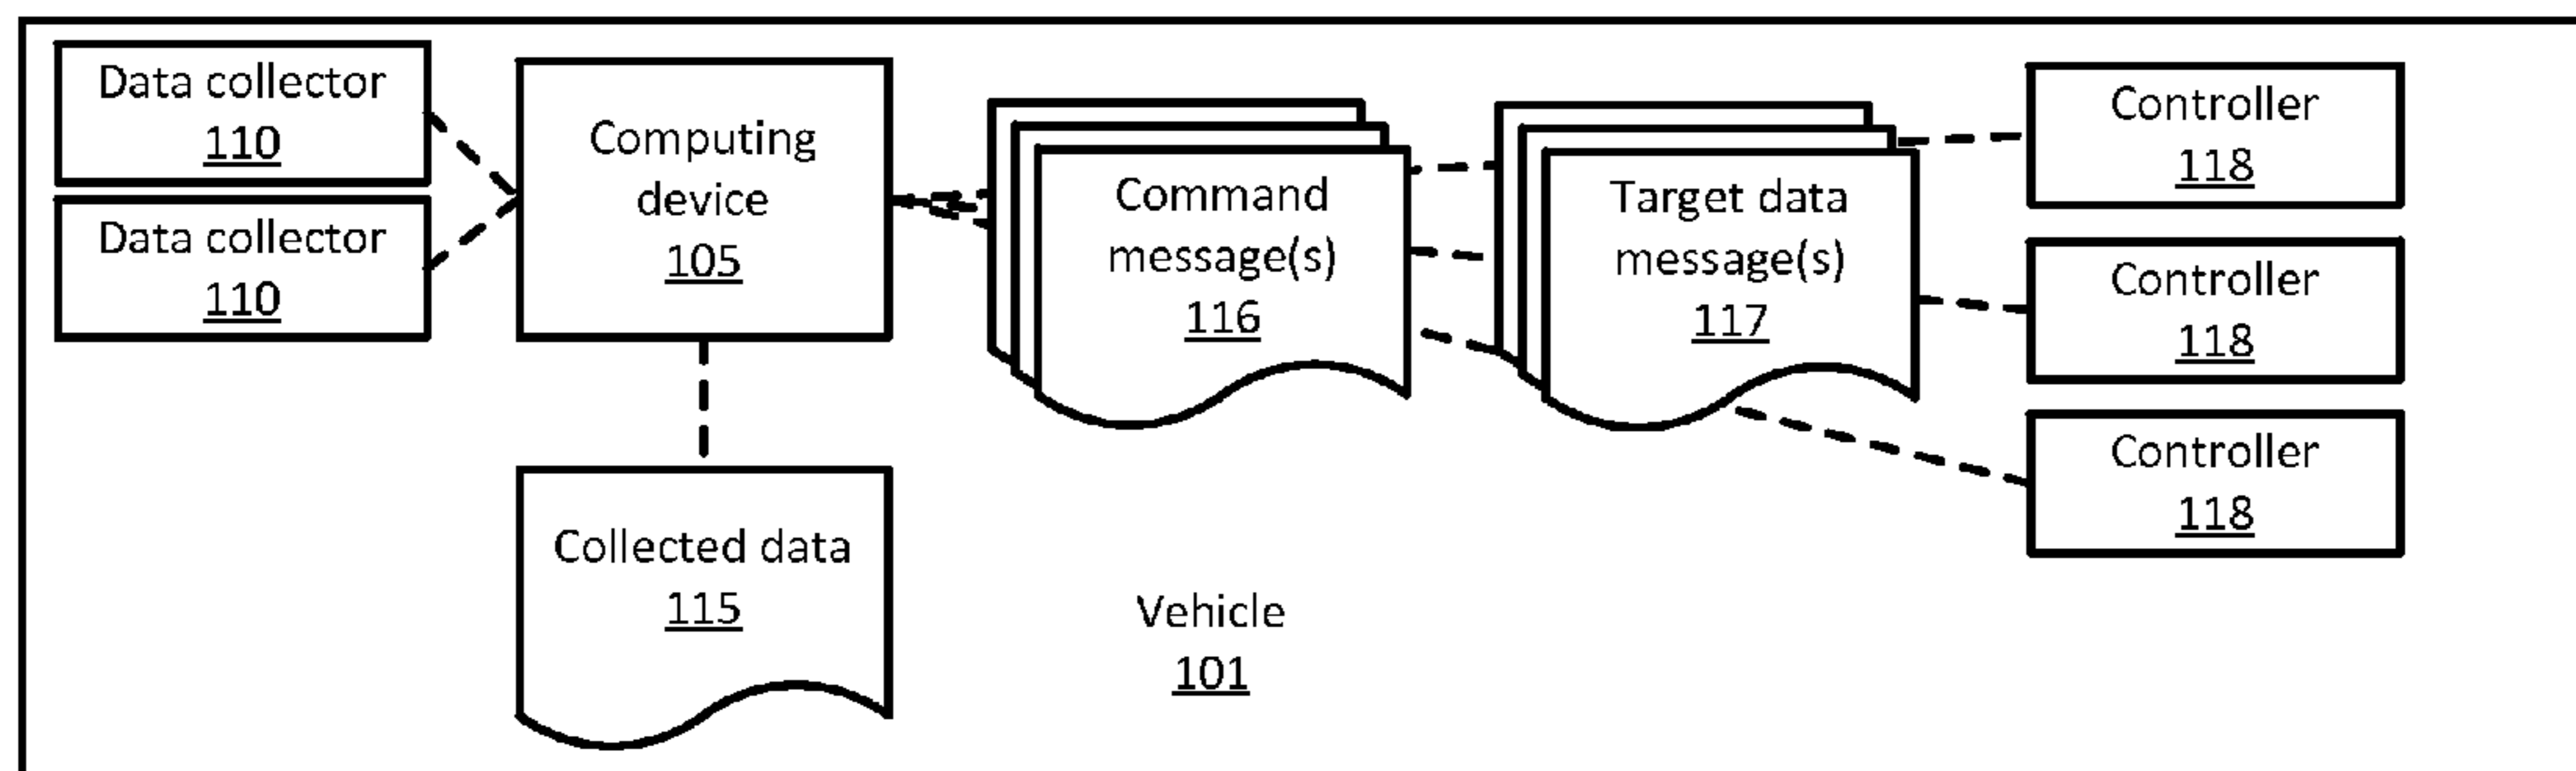 Data collector
110
Data collector
110
Computing
device
105
Collected data
115
Command
message(s)
116
Target data
message(s)
117
Controller
118
Controller
118
Controller
118
Vehicle
101